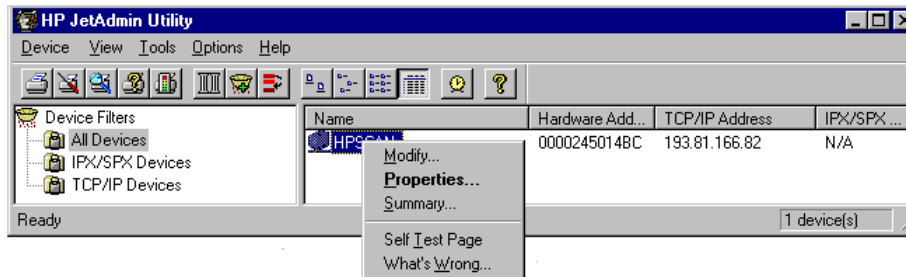 HP JetAdmin Utility
Device View Tools Options Help
Device Filters
All Devices
IPX/SPX Devices
TCP/IP Devices
Name Hardware Add... TCP/IP Address IPX/SPX ...
HPSCAN 0000245014BC 193.81.166.82 N/A
Modify...
Properties...
Summary...
Self Test Page
What's Wrong...
Ready 1 device(s)